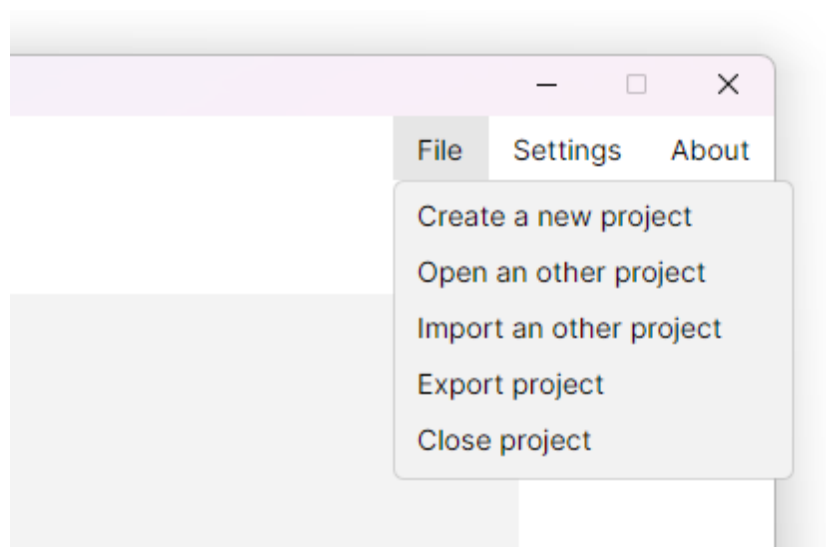 File Settings About
Create a new project
Open an other project
Import an other project
Export project
Close project